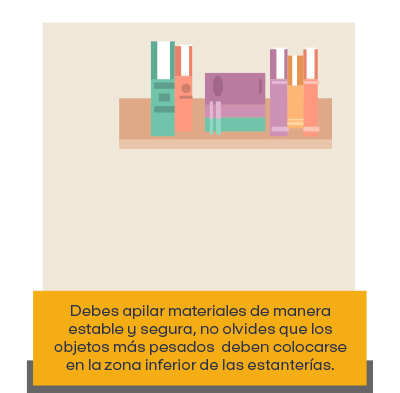 Debes apilar materiales de manera
estable y segura, no olvides que los
objetos más pesados  deben colocarse
en la zona inferior de las estanterías.